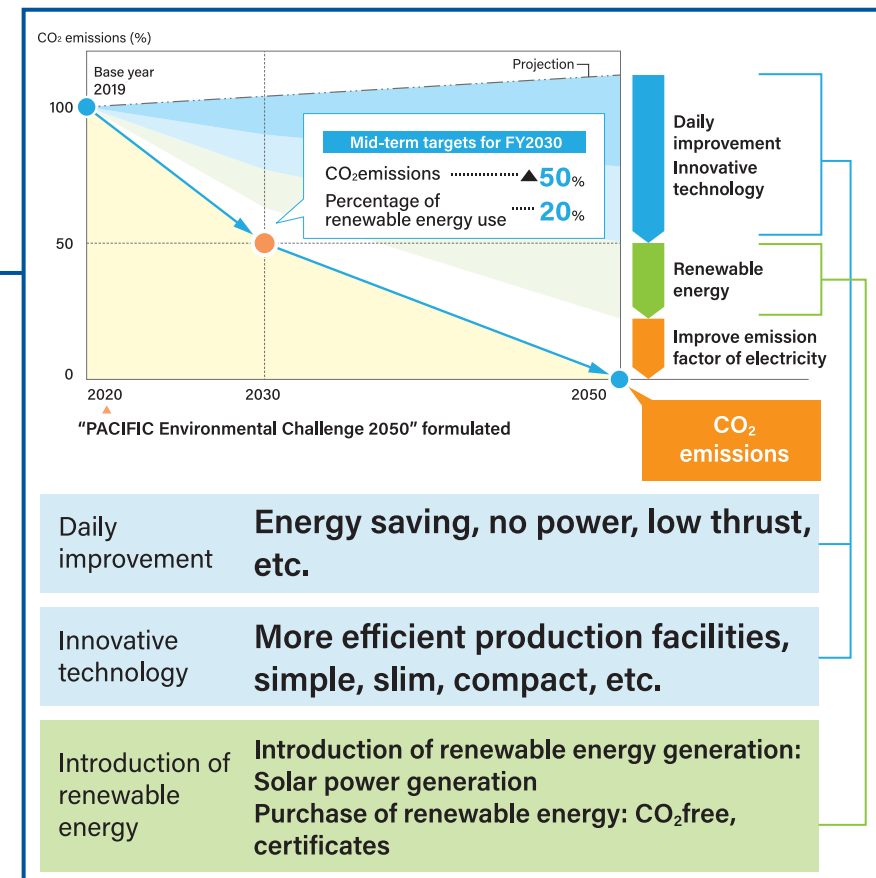 CO₂ emissions (%)
Base year
2019
Projection
100
50
0
Mid-term targets for FY2030
CO₂emissions ········ ▲50%
Percentage of
renewable energy use ····· 20%
Daily
improvement
Innovative
technology
Renewable
energy
Improve emission
factor of electricity
2020
2030
2050
"PACIFIC Environmental Challenge 2050" formulated
CO₂
emissions
Daily
improvement
Energy saving, no power, low thrust,
etc.
Innovative
technology
More efficient production facilities,
simple, slim, compact, etc.
Introduction of
renewable
energy
Introduction of renewable energy generation:
Solar power generation
Purchase of renewable energy: CO₂free,
certificates